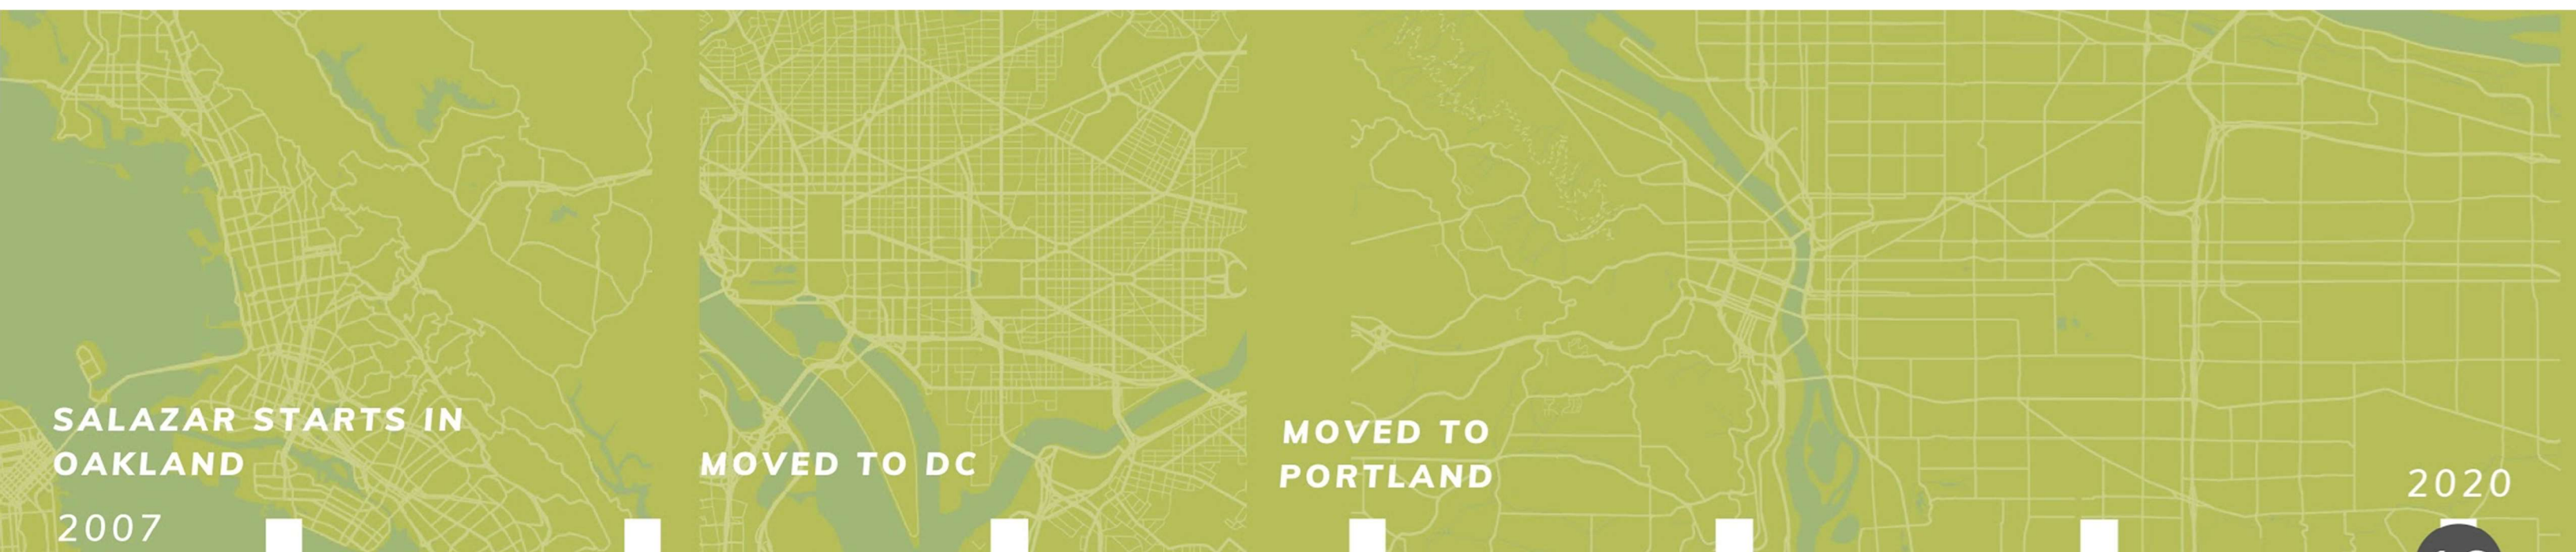 SALAZAR STARTS IN
OAKLAND
2007
MOVED TO DC
MOVED TO
PORTLAND
2020